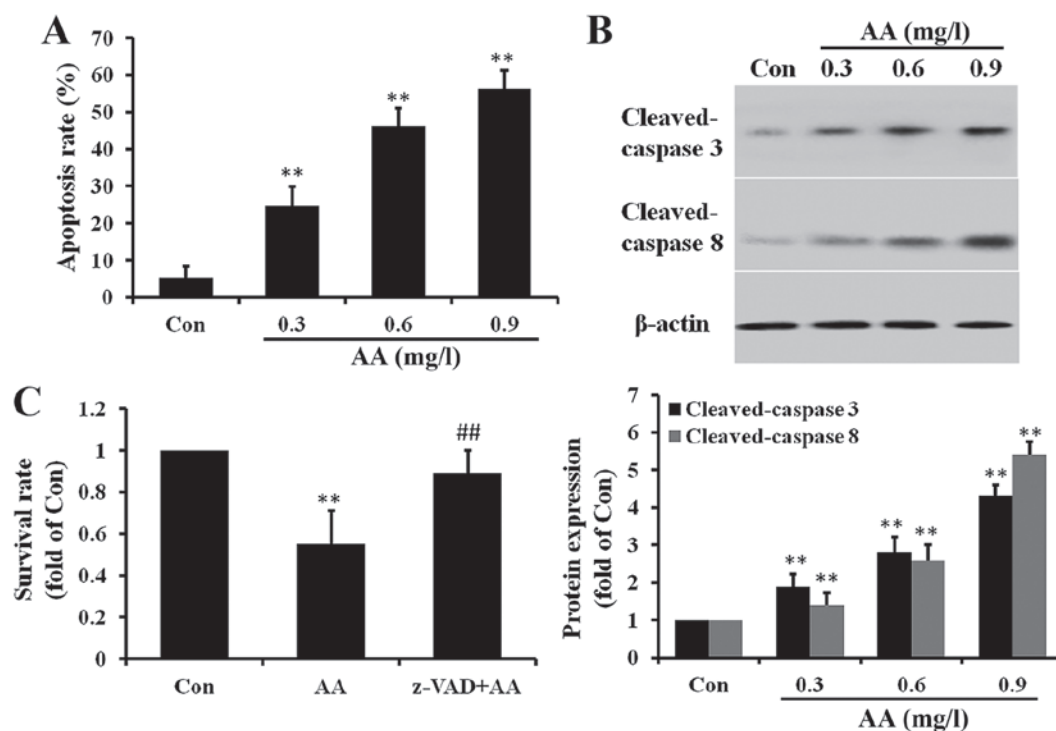 A
Apoptosis rate (%)
70
60
50
40
30
20
10
0
**
**
**
Con
0.3
0.6
0.9
AA (mg/l)
B
AA (mg/l)
Con
0.3
0.6
0.9
Cleaved-
caspase 3
Cleaved-
caspase 8
β-actin
C
Survival rate
(fold of Con)
1.2
1
0.8
0.6
0.4
0.2
0
**
##
Con
AA
z-VAD+AA
Protein expression
(fold of Con)
7
6
5
4
3
2
1
0
Cleaved-caspase 3
Cleaved-caspase 8
**
**
**
**
**
**
Con
0.3
0.6
0.9
AA (mg/l)